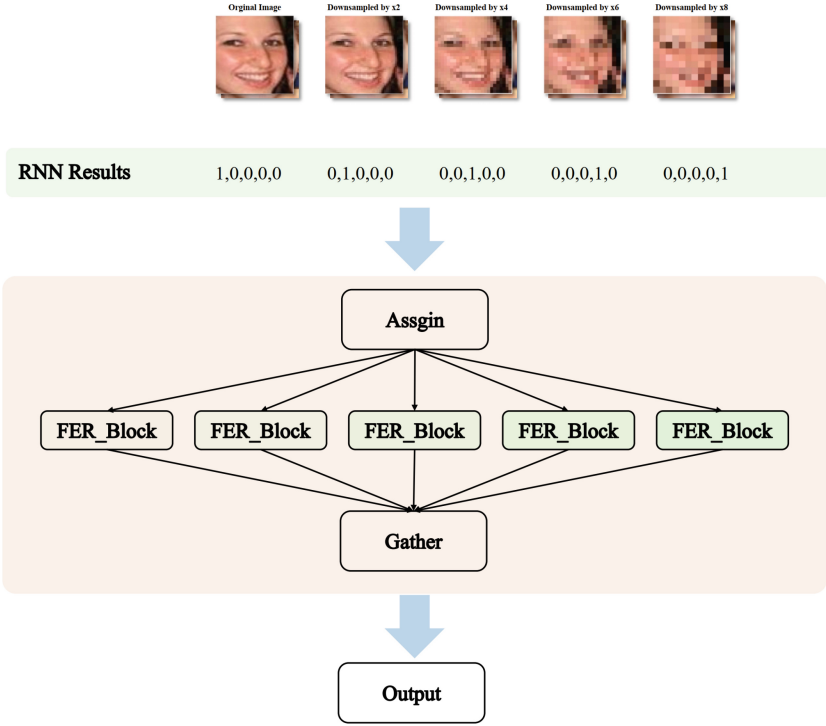 Orginal Image Downsampled by x2 Downsampled by x4 Downsampled by x6 Downsampled by x8
RNN Results 1,0,0,0,0 0,1,0,0,0 0,0,1,0,0 0,0,0,1,0 0,0,0,0,1
Assgin
FER_Block FER_Block FER_Block FER_Block FER_Block
Gather
Output